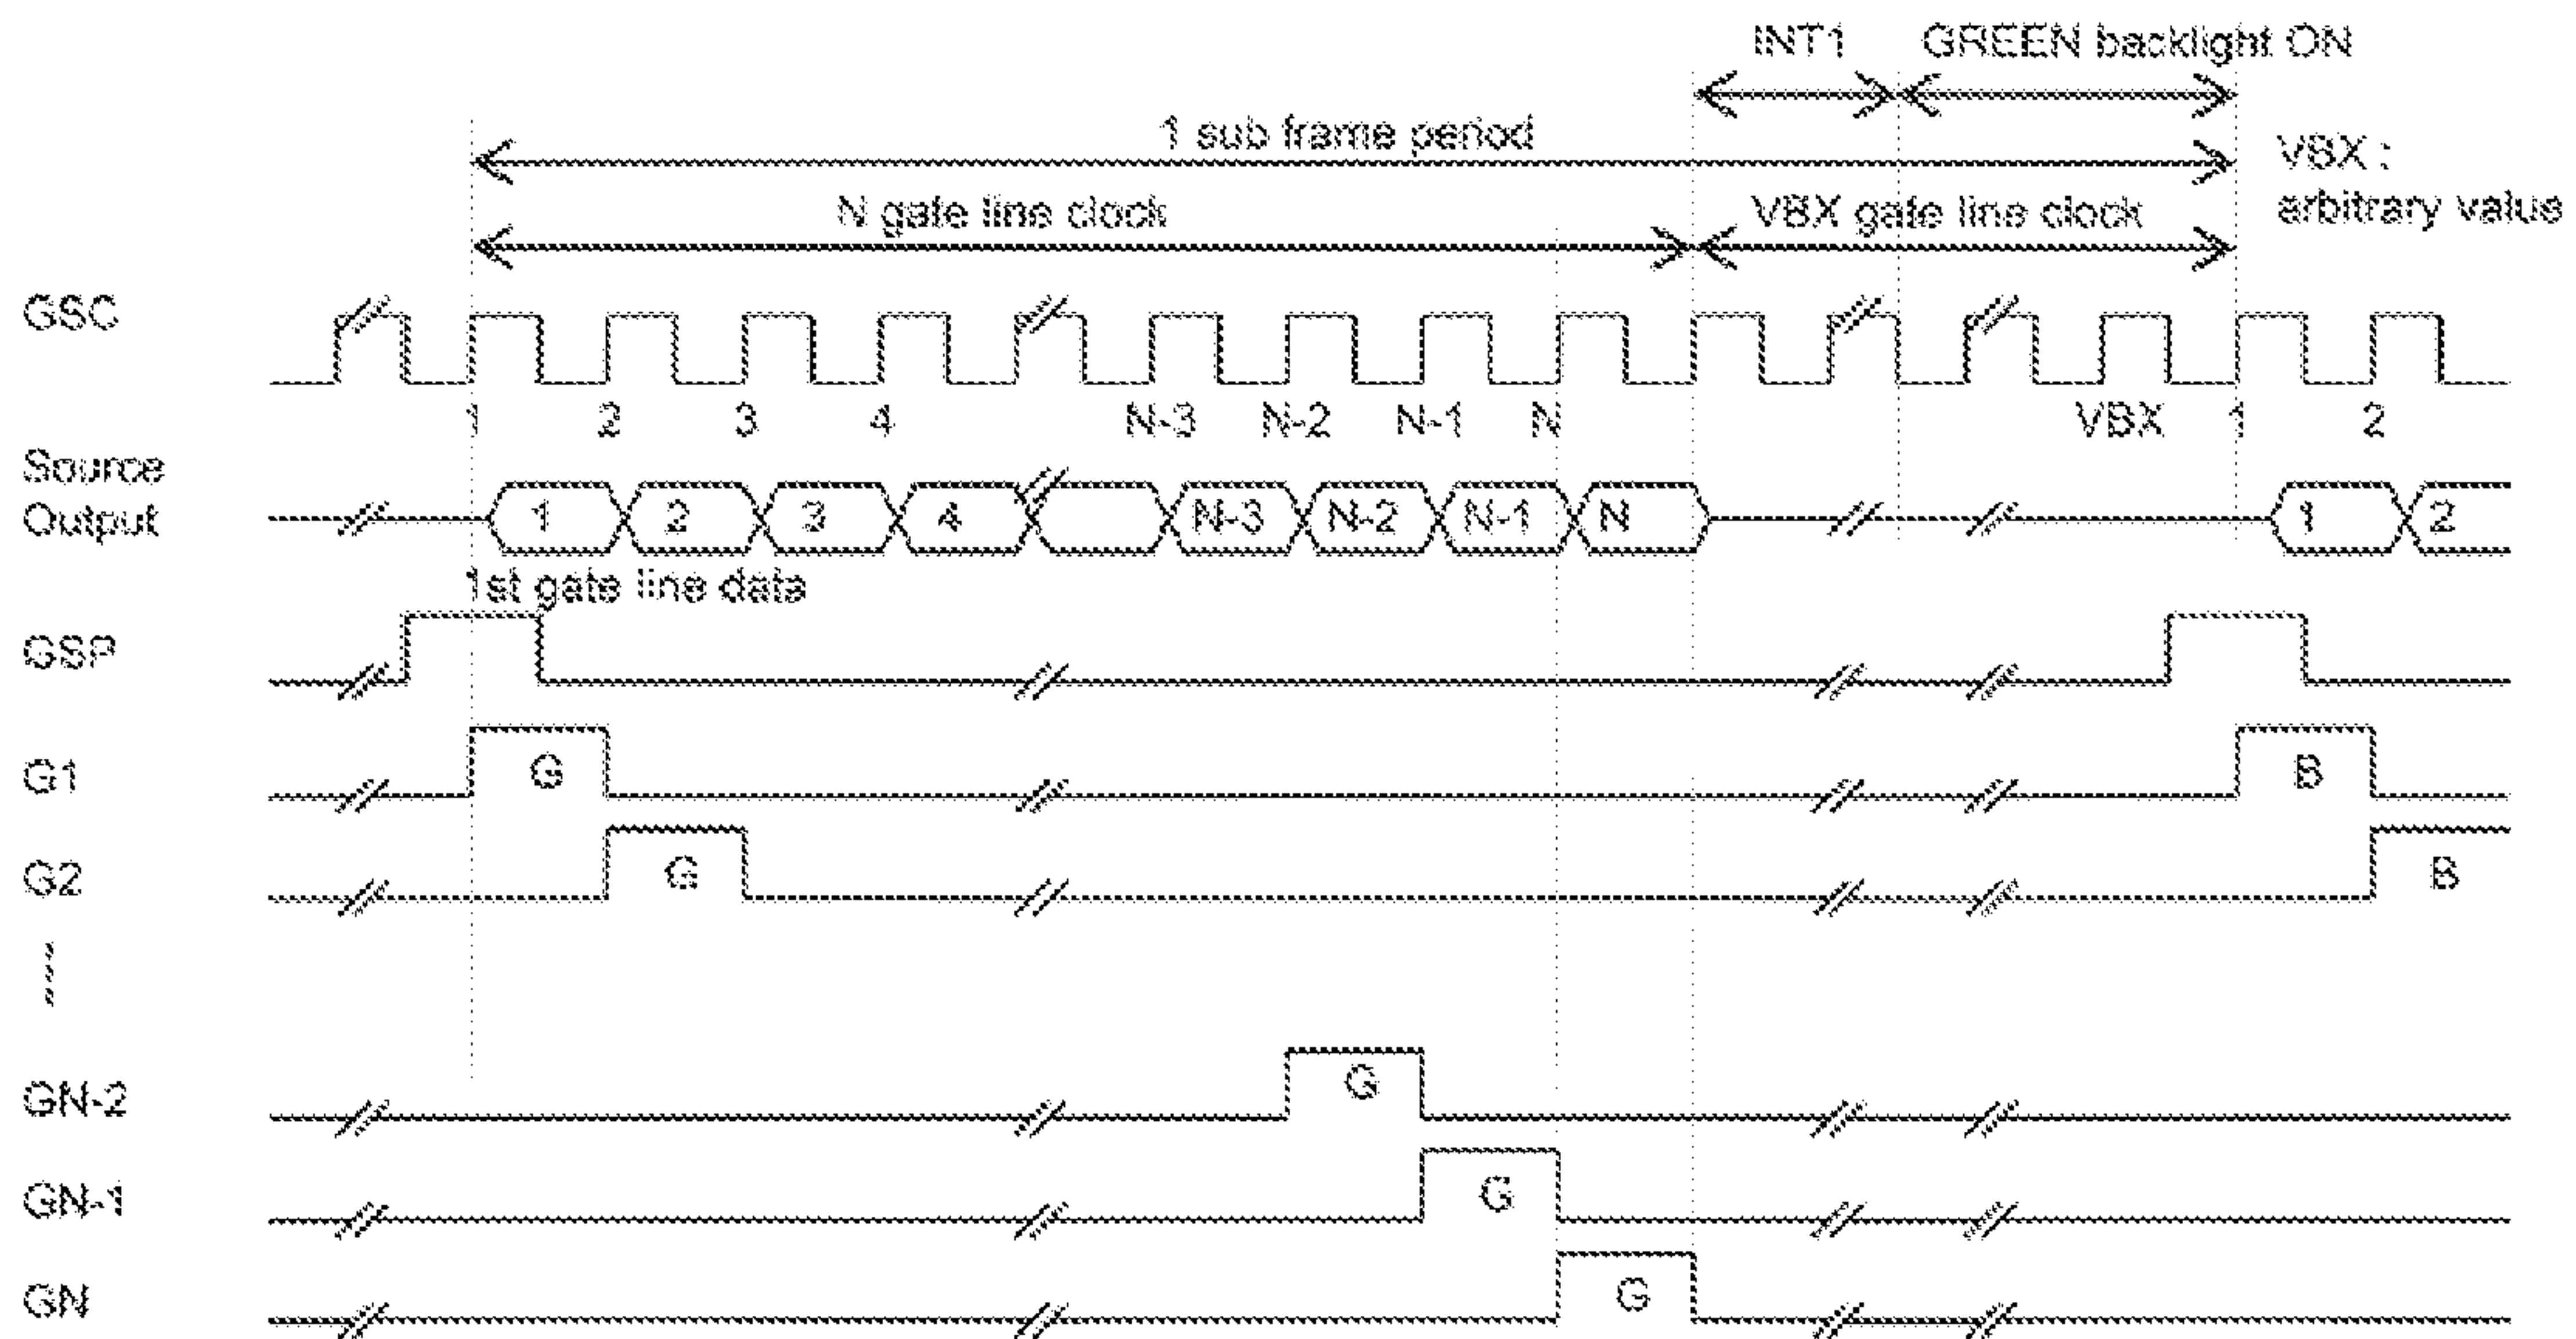 INT1 GREEN backlight ON
1 sub frame period
VBX :
arbitrary value
N gate line clock VBX gate line clock
GSC
1 2 3 4 N-3 N-2 N-1 N VBX 1 2
Source
Output
1 2 3 4 N-3 N-2 N-1 N 1 2
1st gate line data
GSP
G1 G B
G2 G B
GN-2 G
GN-1 G
GN G